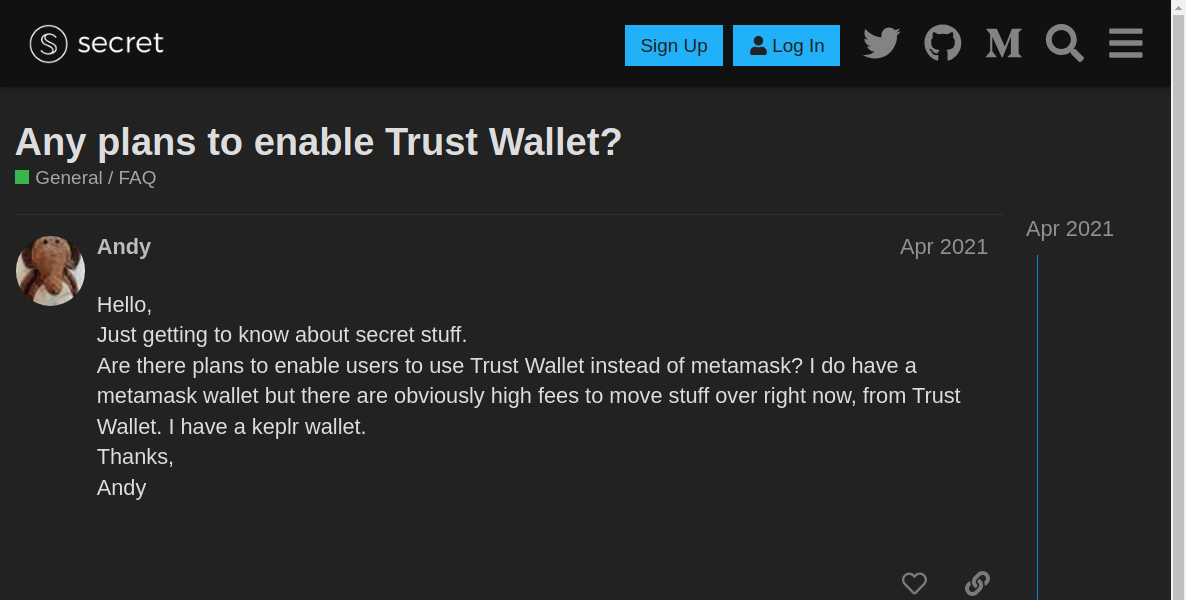 secret
Sign Up
Log In
Any plans to enable Trust Wallet?
General / FAQ
Apr 2021
Andy
Apr 2021
Hello,
Just getting to know about secret stuff.
Are there plans to enable users to use Trust Wallet instead of metamask? I do have a
metamask wallet but there are obviously high fees to move stuff over right now, from Trust
Wallet. I have a keplr wallet.
Thanks,
Andy